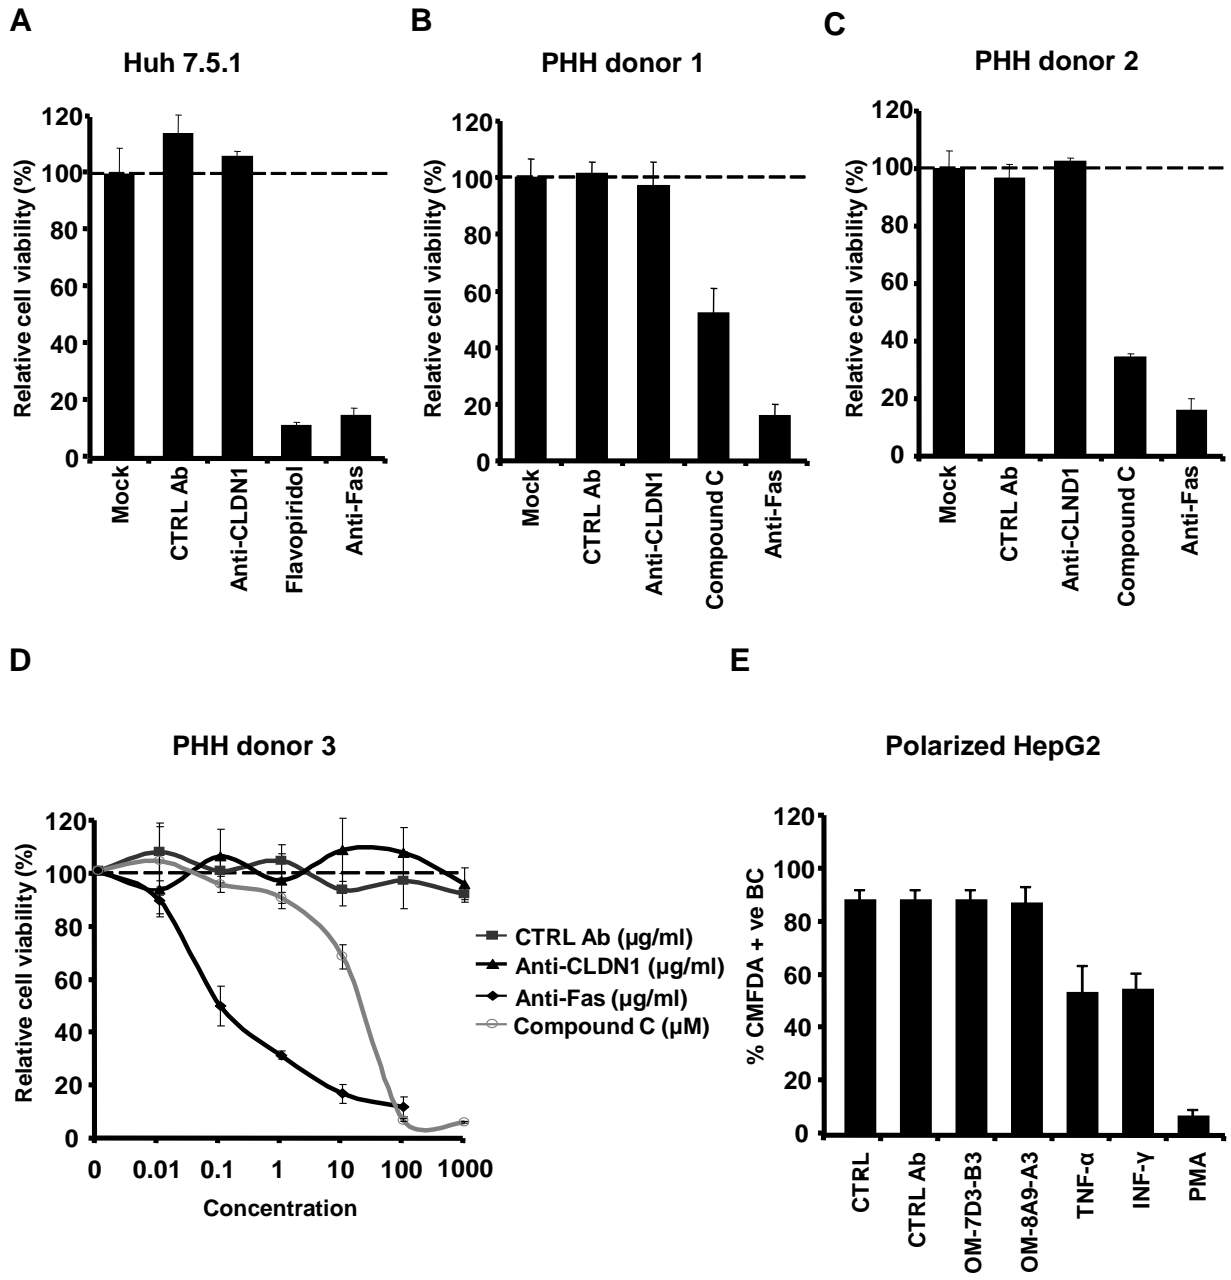 A
Huh 7.5.1
Relative cell viability (%)
120
100
80
60
40
20
0
Mock
CTRL Ab
Anti-CLDN1
Flavopiridol
Anti-Fas
B
PHH donor 1
Relative cell viability (%)
120
100
80
60
40
20
0
Mock
CTRL Ab
Anti-CLDN1
Compound C
Anti-Fas
C
PHH donor 2
Relative cell viability (%)
120
100
80
60
40
20
0
Mock
CTRL Ab
Anti-CLND1
Compound C
Anti-Fas
D
PHH donor 3
Relative cell viability (%)
120
100
80
60
40
20
0
0 0.01 0.1 1 10 100 1000
Concentration
CTRL Ab (µg/ml)
Anti-CLDN1 (µg/ml)
Anti-Fas (µg/ml)
Compound C (µM)
E
Polarized HepG2
% CMFDA + ve BC
120
100
80
60
40
20
0
CTRL
CTRL Ab
OM-7D3-B3
OM-8A9-A3
TNF-α
INF-γ
PMA